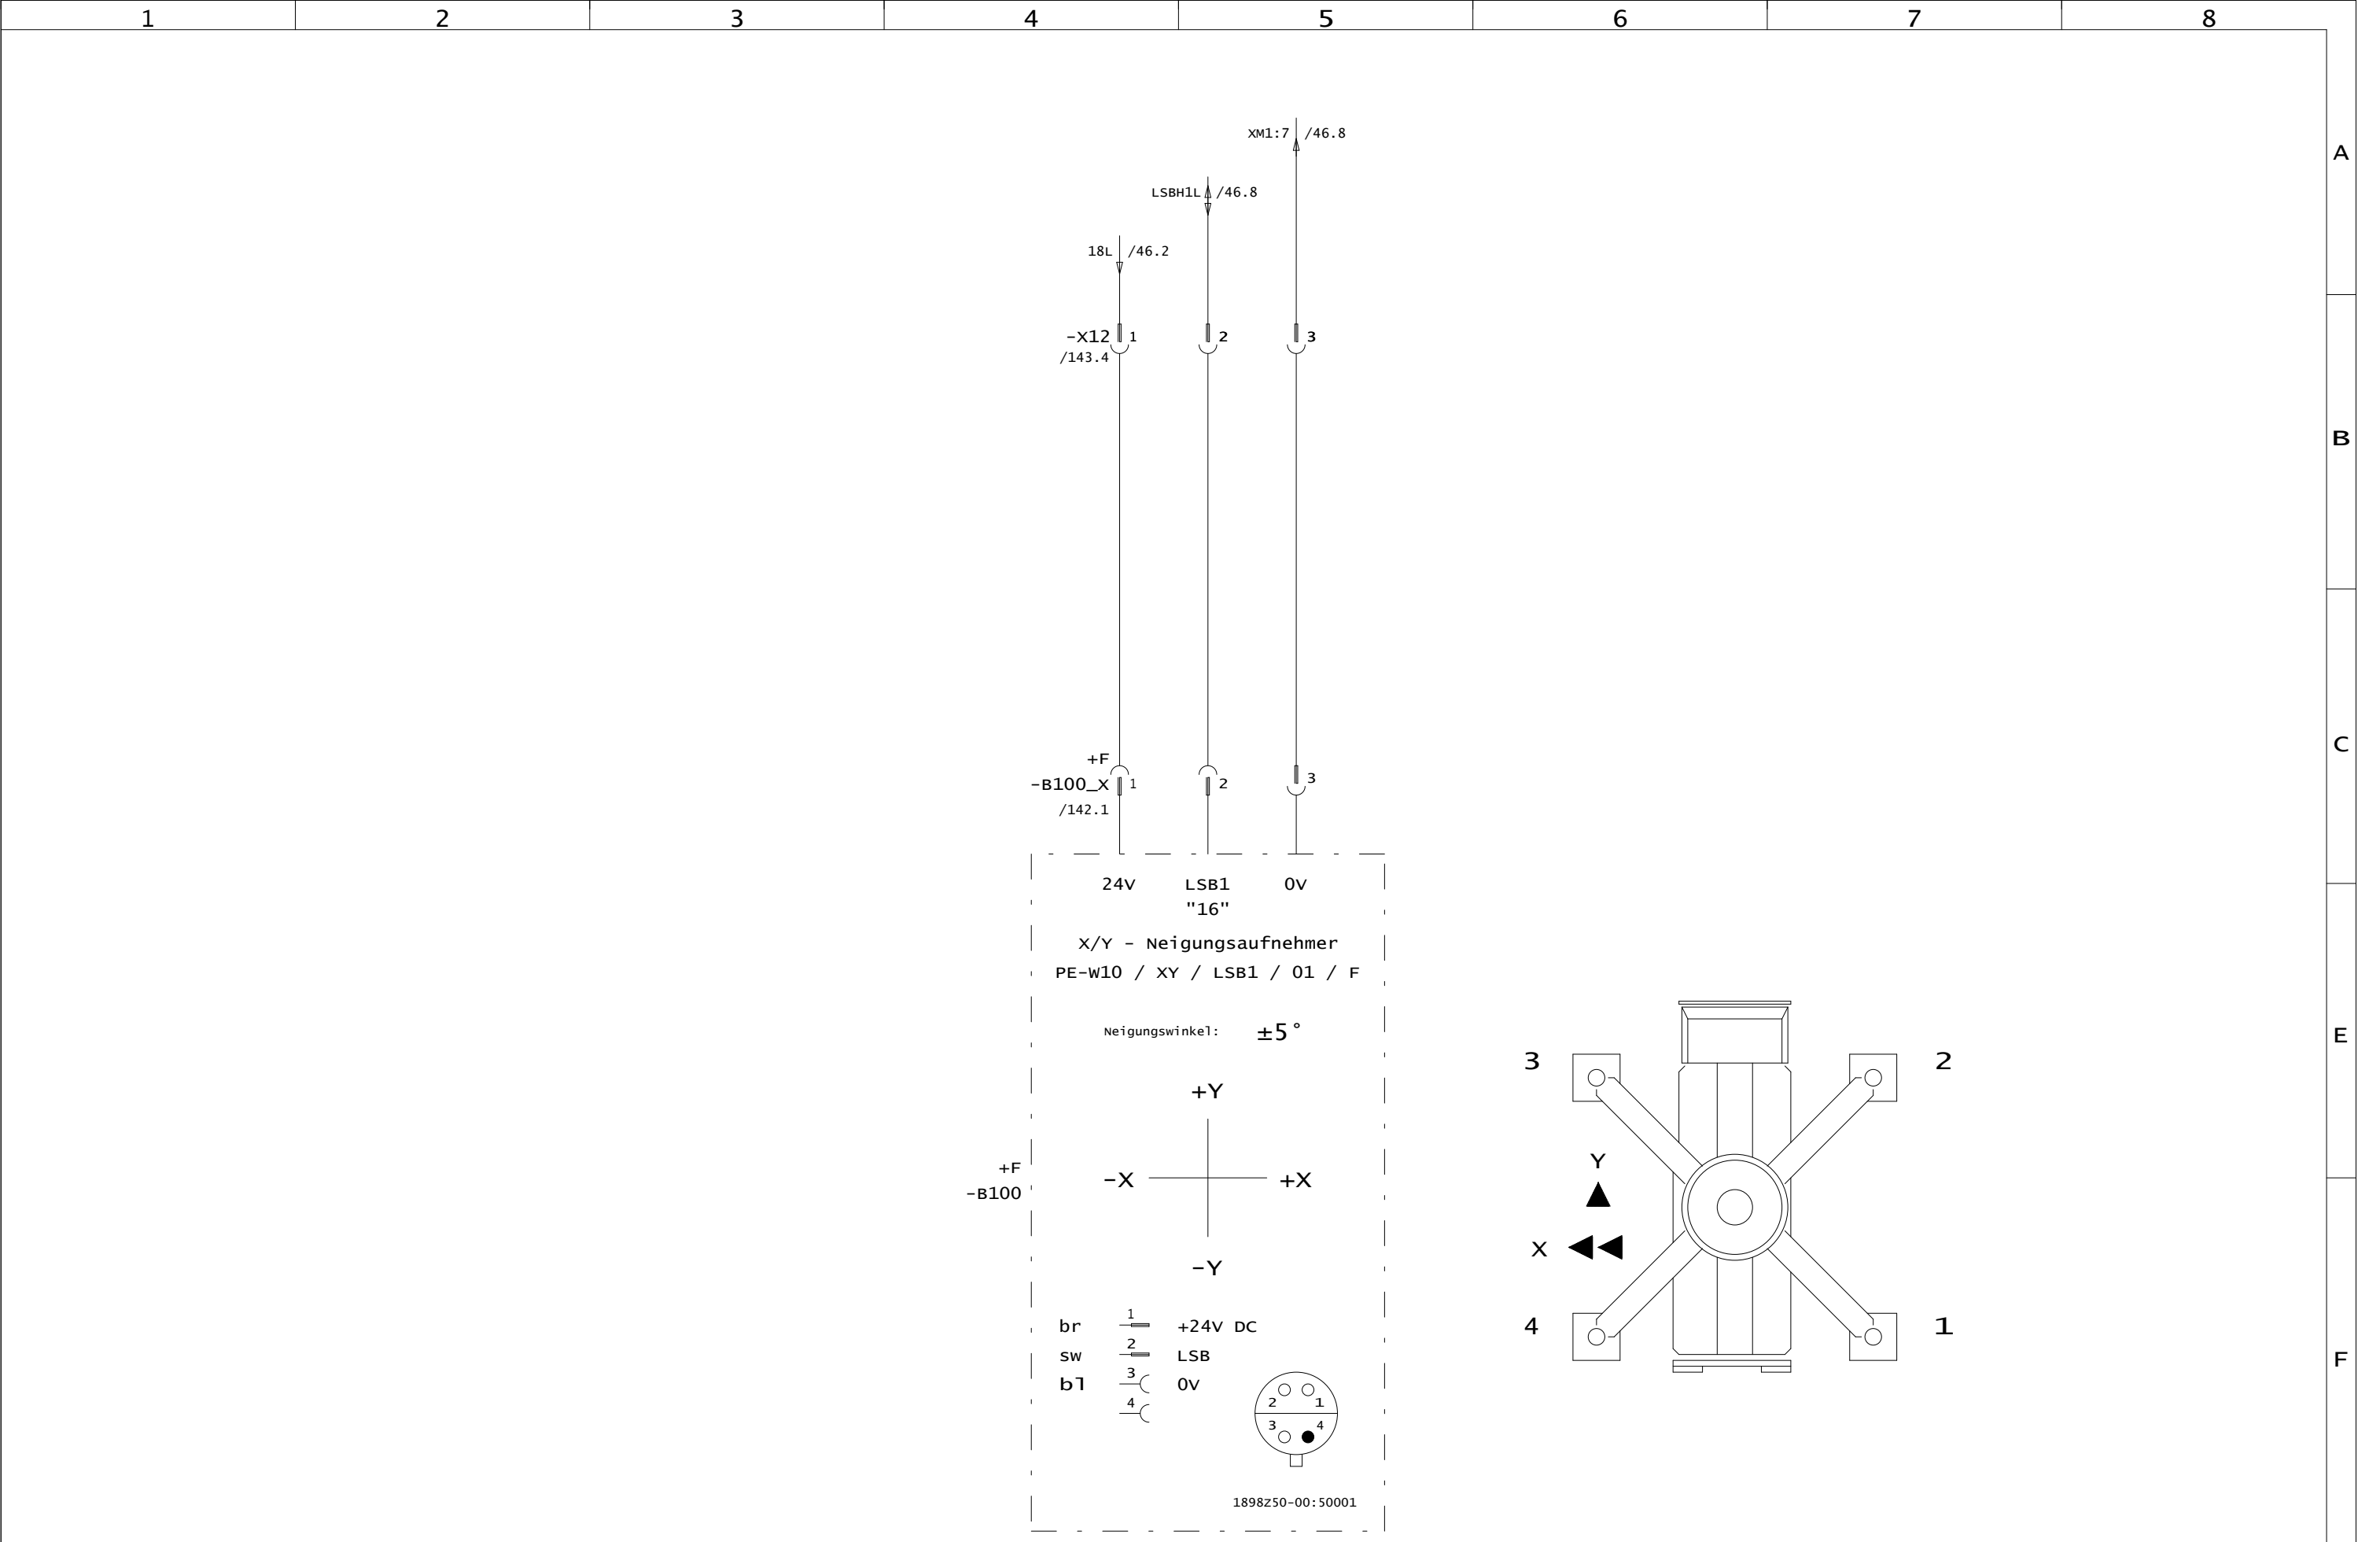 1 2 3 4 5 6 7 8
XM1:7 /46.8
A
LSBH1L /46.8
18L /46.2
-X12 1 2 3
/143.4
B
C
+F
-B100_X 1 2 3
/142.1
24V LSB1 0V
"16"
X/Y - Neigungsaufnehmer
PE-W10 / XY / LSB1 / 01 / F
Neigungswinkel: ±5°
E
3 2
+Y
Y
+F
-B100
-X +X
X
-Y
4 1
br 1 +24V DC
sw 2 LSB
bl 3 0V
4
F
2 1
3 4
1898Z50-00:50001